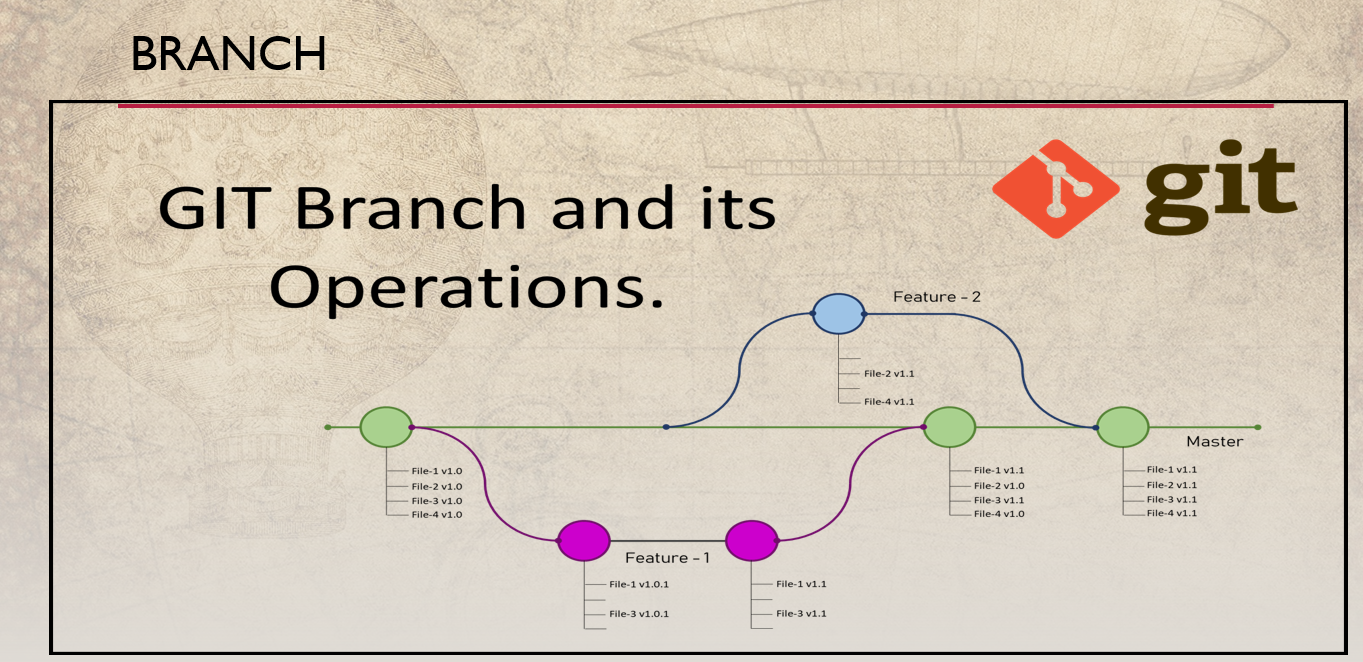 BRANCH
GIT Branch and its
Operations.
git
Feature - 2
File-2 v1.1
File-4 v1.1
Master
File-1 v1.0
File-2 v1.0
File-3 v1.0
File-4 v1.0
File-1 v1.1
File-2 v1.0
File-3 v1.1
File-4 v1.0
File-1 v1.1
File-2 v1.1
File-3 v1.1
File-4 v1.1
Feature - 1
File-1 v1.0.1
File-3 v1.0.1
File-1 v1.1
File-3 v1.1